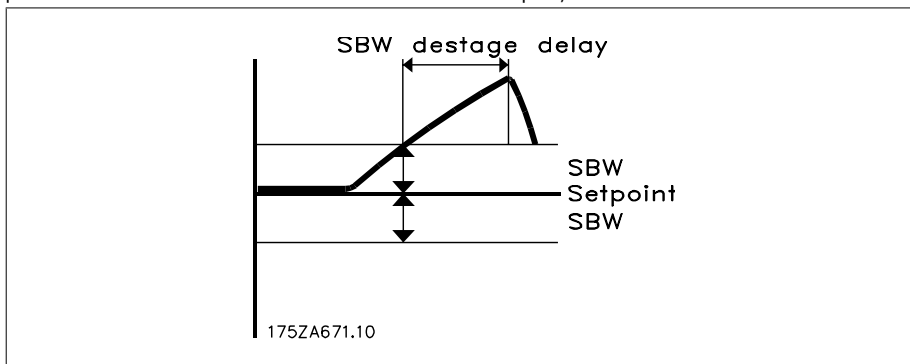 SBW destage delay
SBW
Setpoint
SBW
175ZA671.10